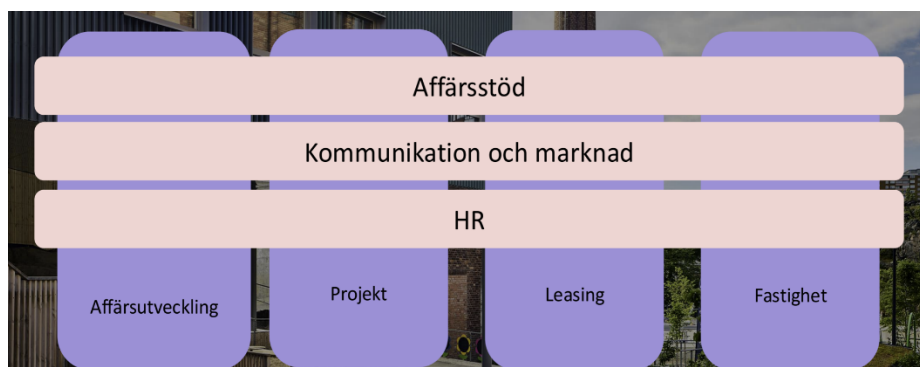 Affärsstöd
Kommunikation och marknad
HR
Affärsutveckling
Projekt
Leasing
Fastighet